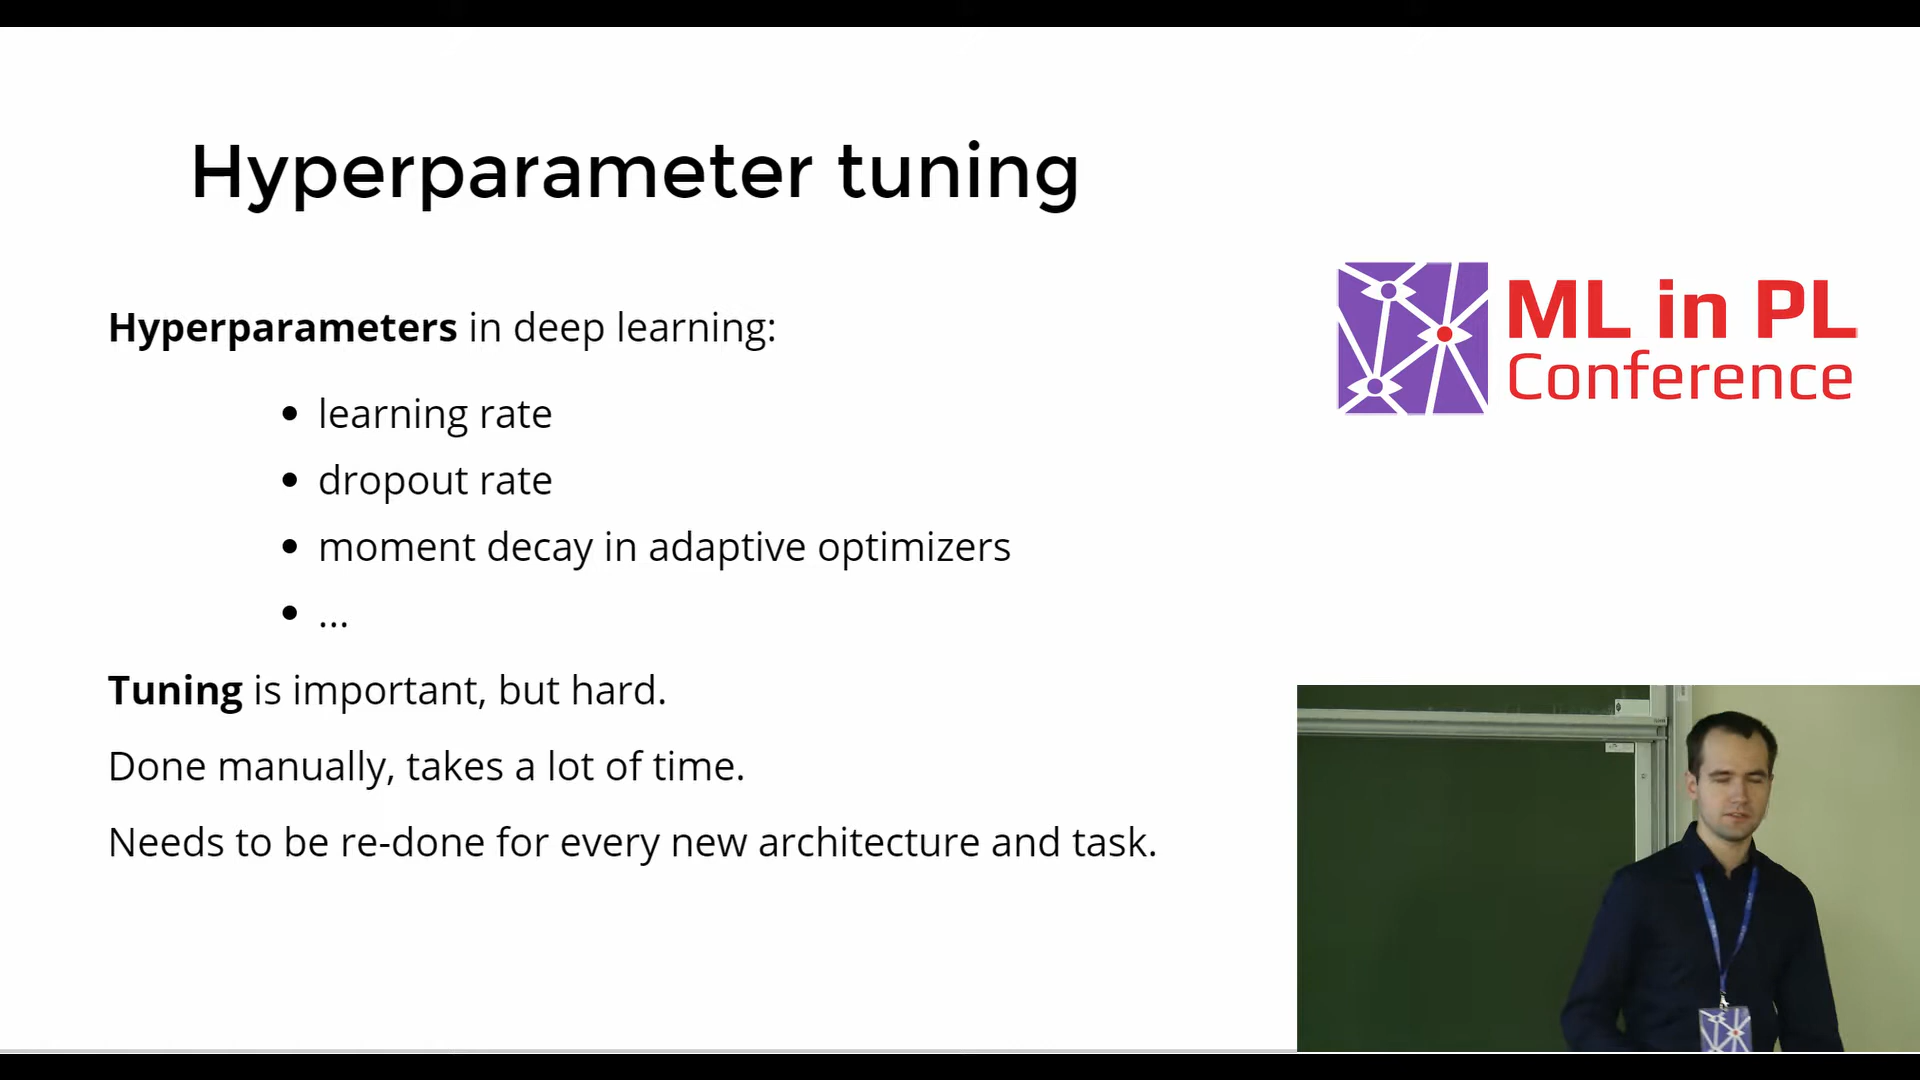 Hyperparameter tuning
Hyperparameters in deep learning:
• learning rate
• dropout rate
• moment decay in adaptive optimizers
• ...
Tuning is important, but hard.
Done manually, takes a lot of time.
Needs to be re-done for every new architecture and task.
ML in PL
Conference